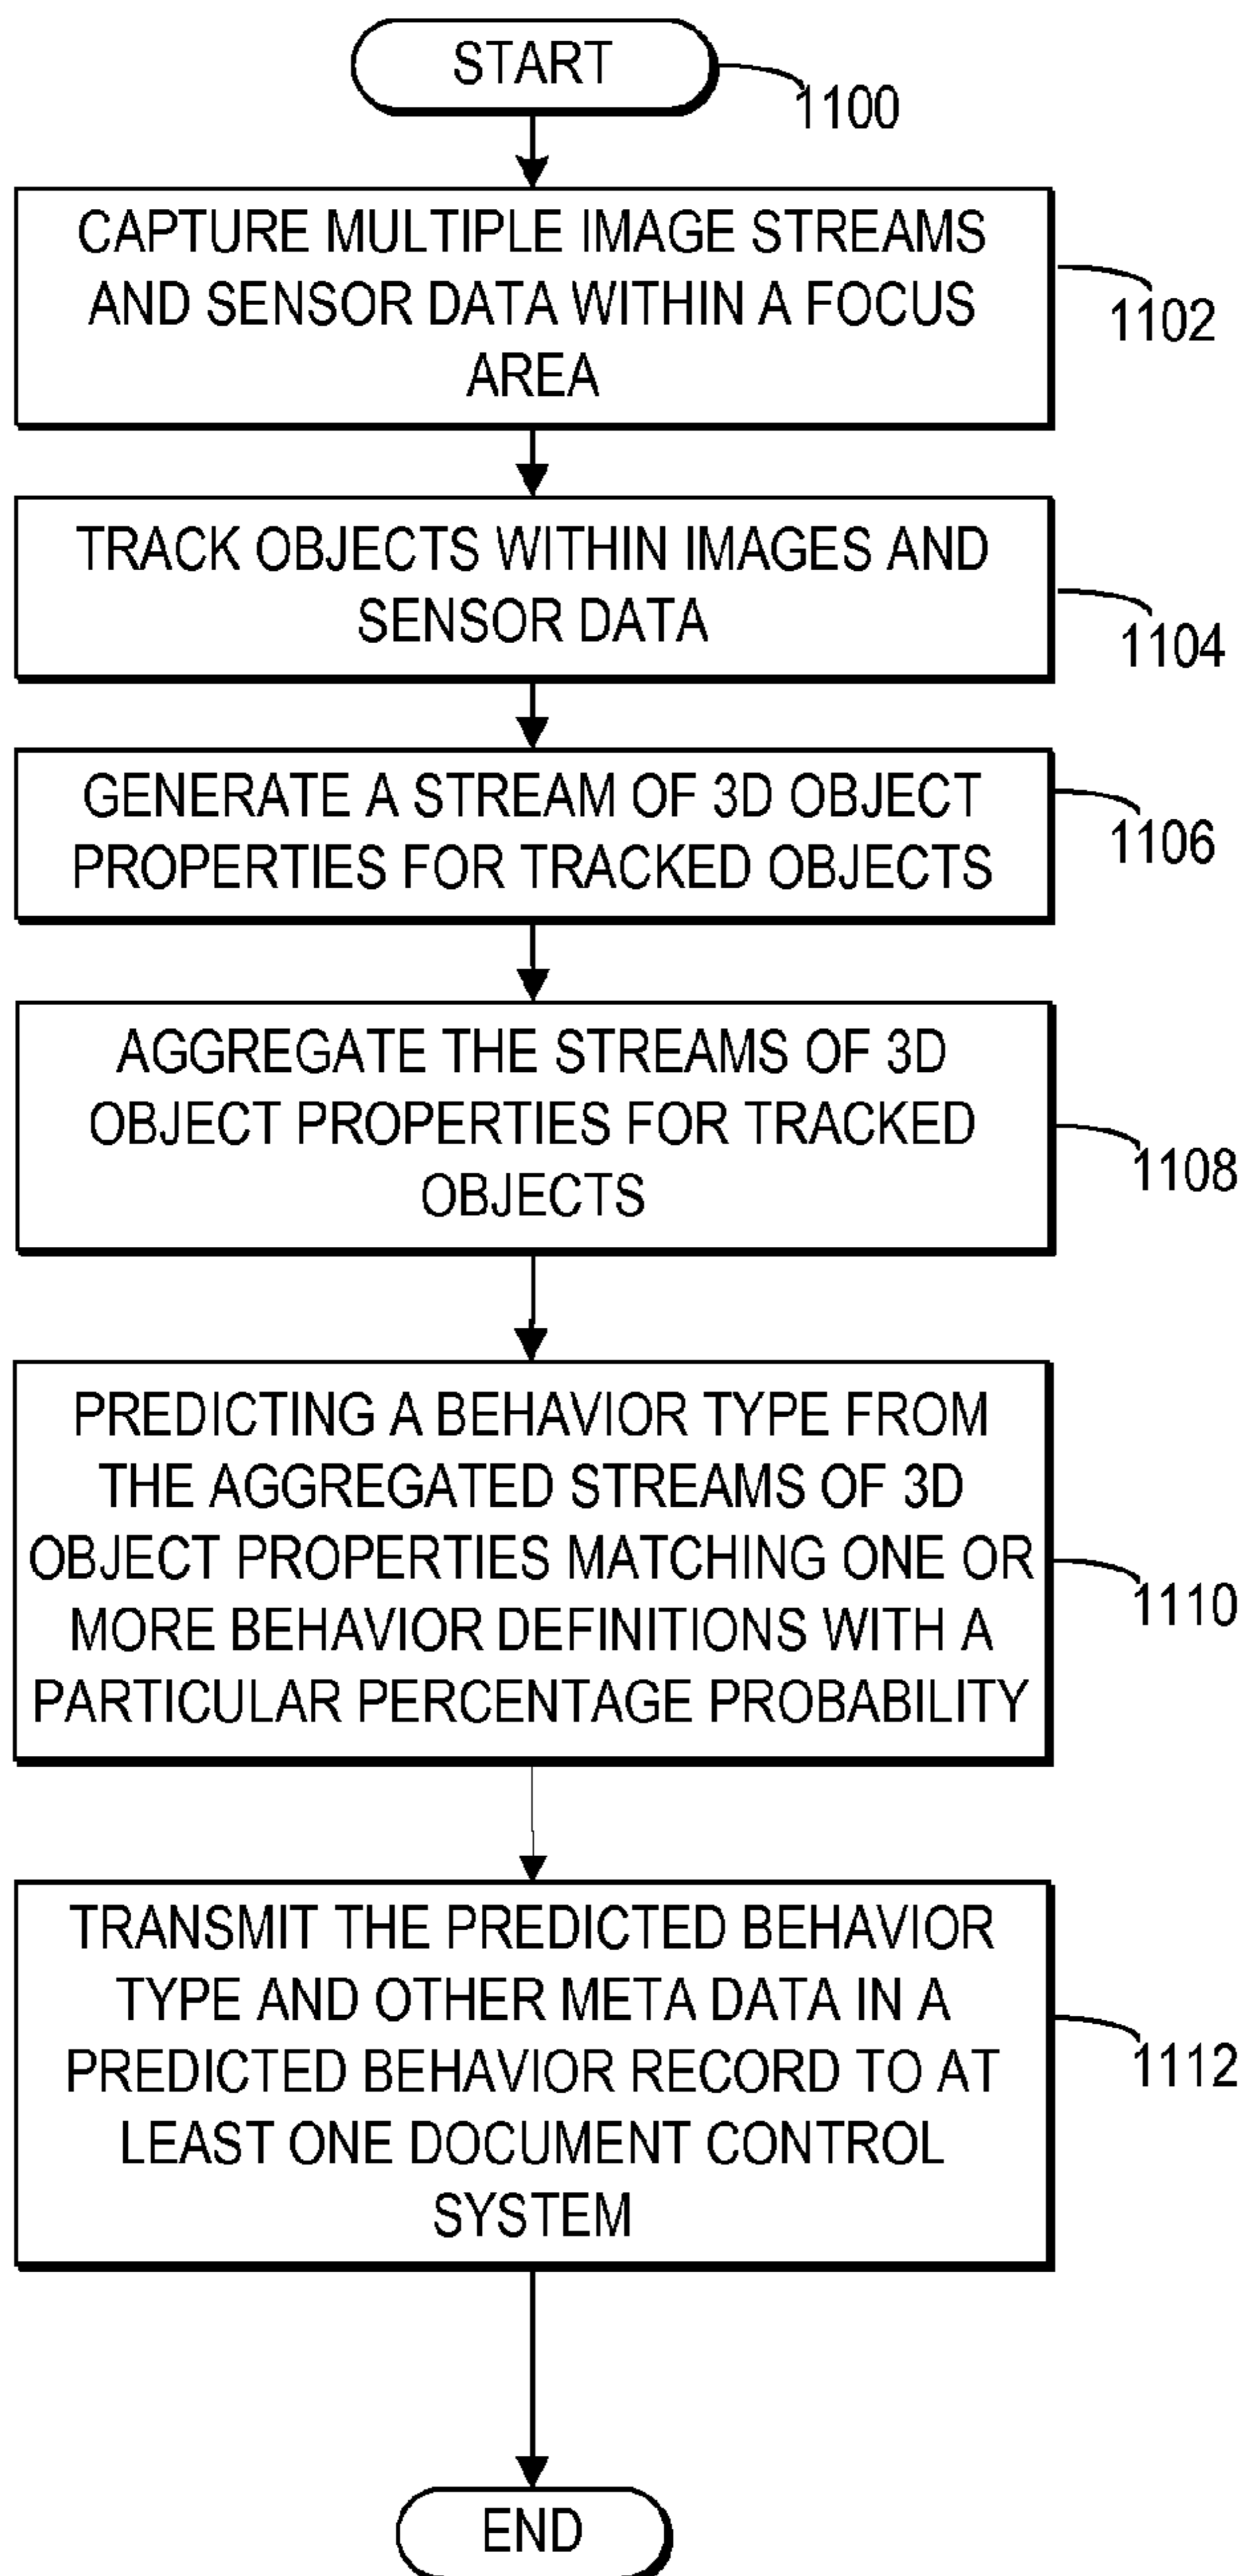 START
1100
CAPTURE MULTIPLE IMAGE STREAMS
AND SENSOR DATA WITHIN A FOCUS
AREA
1102
TRACK OBJECTS WITHIN IMAGES AND
SENSOR DATA
1104
GENERATE A STREAM OF 3D OBJECT
PROPERTIES FOR TRACKED OBJECTS
1106
AGGREGATE THE STREAMS OF 3D
OBJECT PROPERTIES FOR TRACKED
OBJECTS
1108
PREDICTING A BEHAVIOR TYPE FROM
THE AGGREGATED STREAMS OF 3D
OBJECT PROPERTIES MATCHING ONE OR
MORE BEHAVIOR DEFINITIONS WITH A
PARTICULAR PERCENTAGE PROBABILITY
1110
TRANSMIT THE PREDICTED BEHAVIOR
TYPE AND OTHER META DATA IN A
PREDICTED BEHAVIOR RECORD TO AT
LEAST ONE DOCUMENT CONTROL
SYSTEM
1112
END